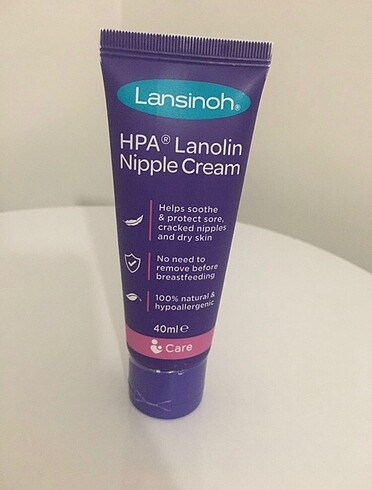 Lansinoh®
HPA® Lanolin
Nipple Cream
Helps soothe
& protect sore,
cracked nipples
and dry skin
No need to
remove before
breastfeeding
100% natural &
hypoallergenic
40ml e
Care